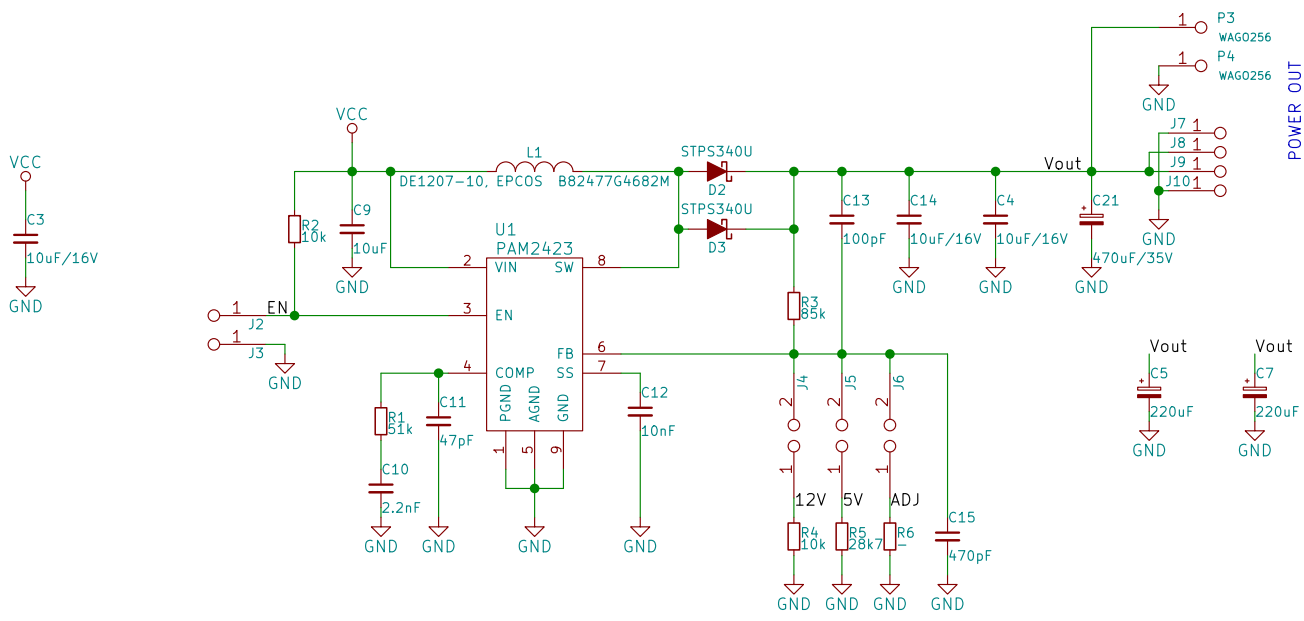 1 P3
WAGO256
1 P4
WAGO256
GND
POWER OUT
J7 1
J8 1
J9 1
J10 1
GND
VCC
C3
10uF/16V
GND
VCC
L1
DE1207-10, EPCOS B82477G4682M
STPS340U
D2
STPS340U
D3
Vout
R2
10k
C9
10uF
GND
U1
PAM2423
2 VIN
SW 8
3 EN
FB 6
4 COMP
SS 7
PGND
AGND
GND
1
5
9
GND
1 EN
J2
1
J3
GND
C13
100pF
C14
10uF/16V
GND
C4
10uF/16V
GND
C21
470uF/35V
GND
R3
85k
R1
51k
C10
2.2nF
GND
C11
47pF
GND
C12
10nF
GND
J4
2
1
12V
R4
10k
GND
J5
2
1
5V
R5
28k7
GND
J6
2
1
ADJ
R6
-
GND
C15
470pF
GND
Vout
C5
220uF
GND
Vout
C7
220uF
GND